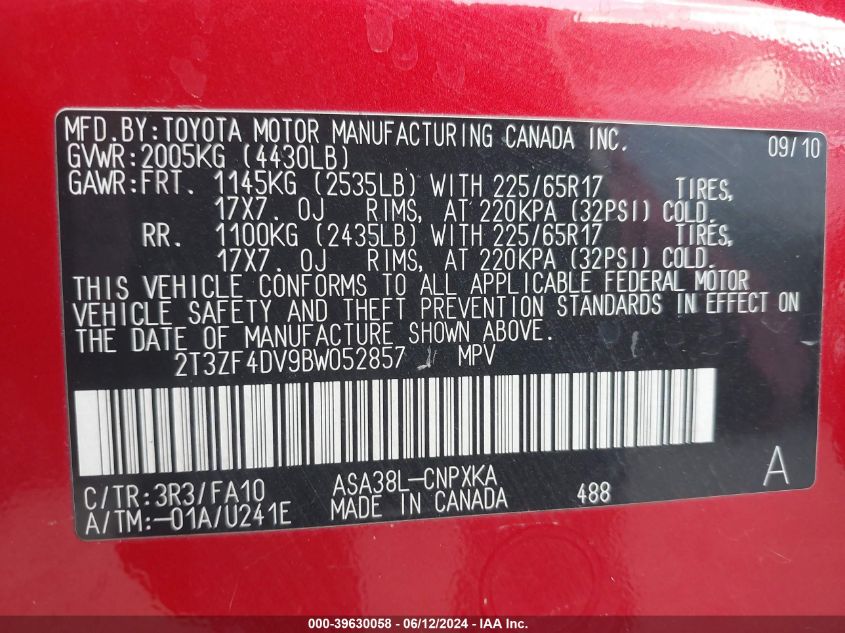 MFD.BY:TOYOTA MOTOR MANUFACTURING CANADA INC. 09/10
GVWR:2005KG (4430LB)
GAWR:FRT. 1145KG (2535LB) WITH 225/65R17 TIRES,
17X7. 0J RIMS, AT 220KPA (32PSI) COLD.
RR. 1100KG (2435LB) WITH 225/65R17 TIRES,
17X7. 0J RIMS, AT 220KPA (32PSI) COLD.
THIS VEHICLE CONFORMS TO ALL APPLICABLE FEDERAL MOTOR
VEHICLE SAFETY AND THEFT PREVENTION STANDARDS IN EFFECT ON
THE DATE OF MANUFACTURE SHOWN ABOVE.
2T3ZF4DV9BW052857 MPV
C/TR:3R3/FA10 ASA38L-CNPXKA A
A/TM:-01A/U241E MADE IN CANADA 488
000-39630058 - 06/12/2024 - IAA Inc.